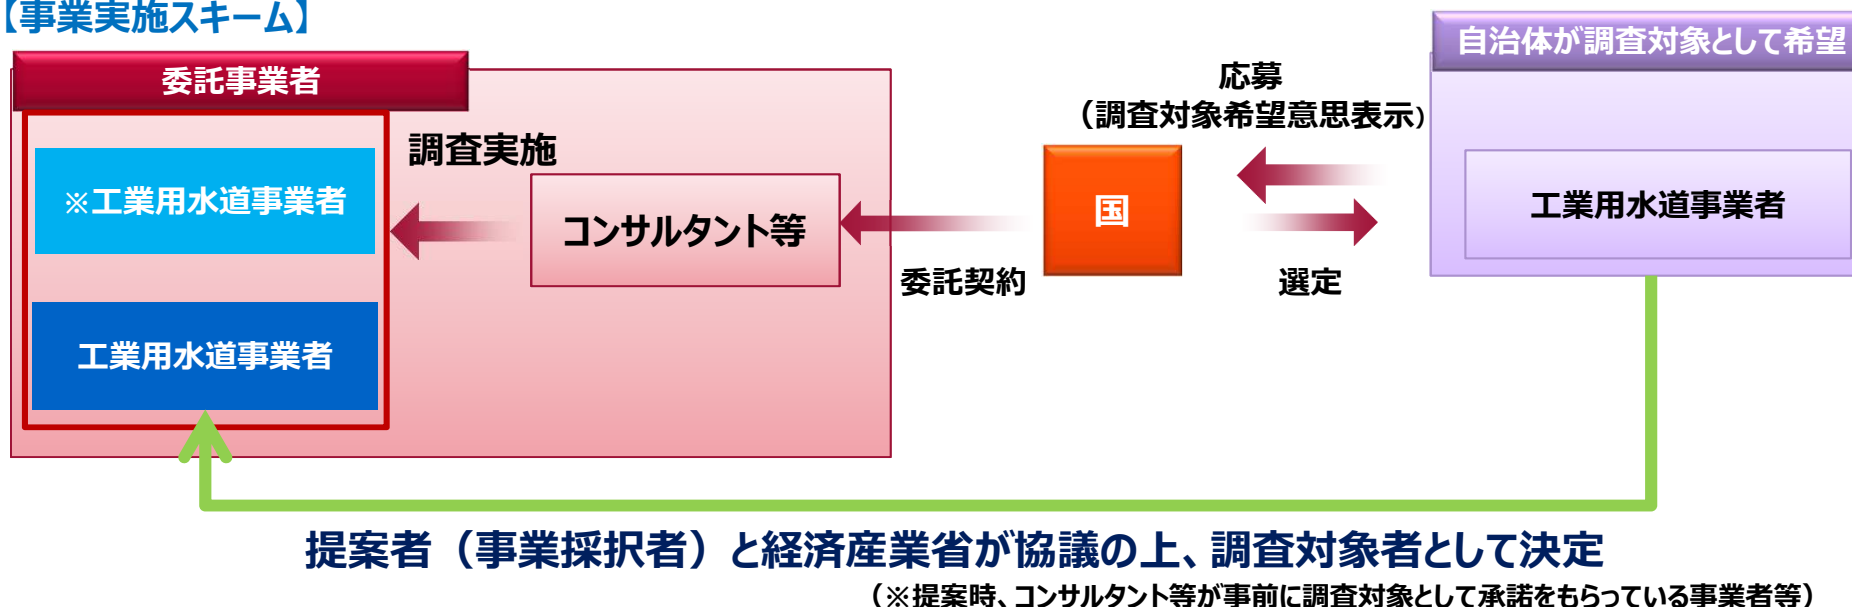 【事業実施スキーム】
委託事業者
※工業用水道事業者
工業用水道事業者
調査実施
コンサルタント等
委託契約
国
応募
（調査対象希望意思表示）
選定
自治体が調査対象として希望
工業用水道事業者
提案者（事業採択者）と経済産業省が協議の上、調査対象者として決定
（※提案時、コンサルタント等が事前に調査対象として承諾をもらっている事業者等）